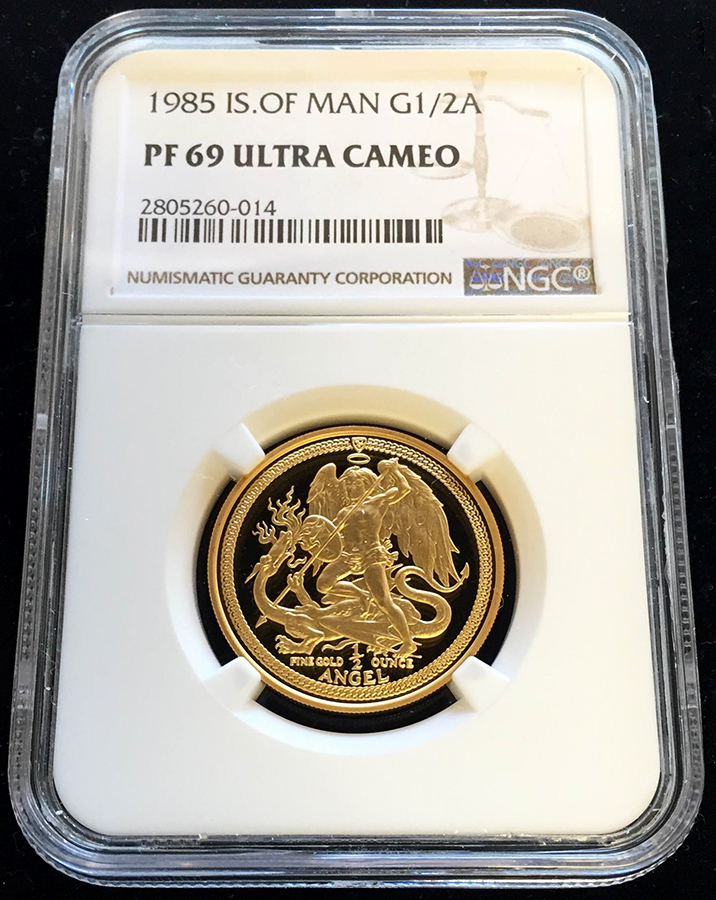 1985 IS.OF MAN G1/2A
PF 69 ULTRA CAMEO
2805260-014
NUMISMATIC GUARANTY CORPORATION NGC®
FINE GOLD 1/2 OUNCE
ANGEL